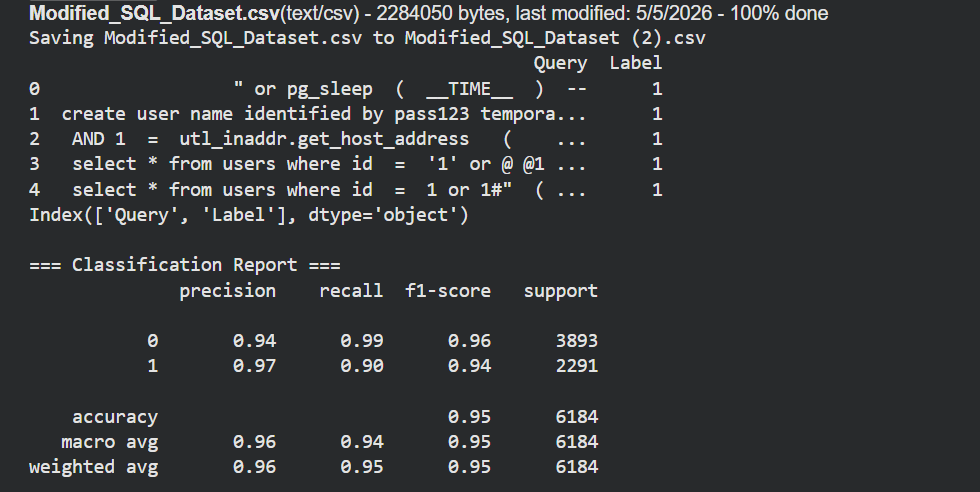 Modified_SQL_Dataset.csv(text/csv) - 2284050 bytes, last modified: 5/5/2026 - 100% done
Saving Modified_SQL_Dataset.csv to Modified_SQL_Dataset (2).csv
                                               Query  Label
0                  " or pg_sleep  (  __TIME__  )  --      1
1  create user name identified by pass123 tempora...      1
2   AND 1  =  utl_inaddr.get_host_address   (    ...      1
3   select * from users where id  =  '1' or @ @1 ...      1
4   select * from users where id  =  1 or 1#"  ( ...      1
Index(['Query', 'Label'], dtype='object')

=== Classification Report ===
              precision    recall  f1-score   support

           0       0.94      0.99      0.96      3893
           1       0.97      0.90      0.94      2291

    accuracy                           0.95      6184
   macro avg       0.96      0.94      0.95      6184
weighted avg       0.96      0.95      0.95      6184